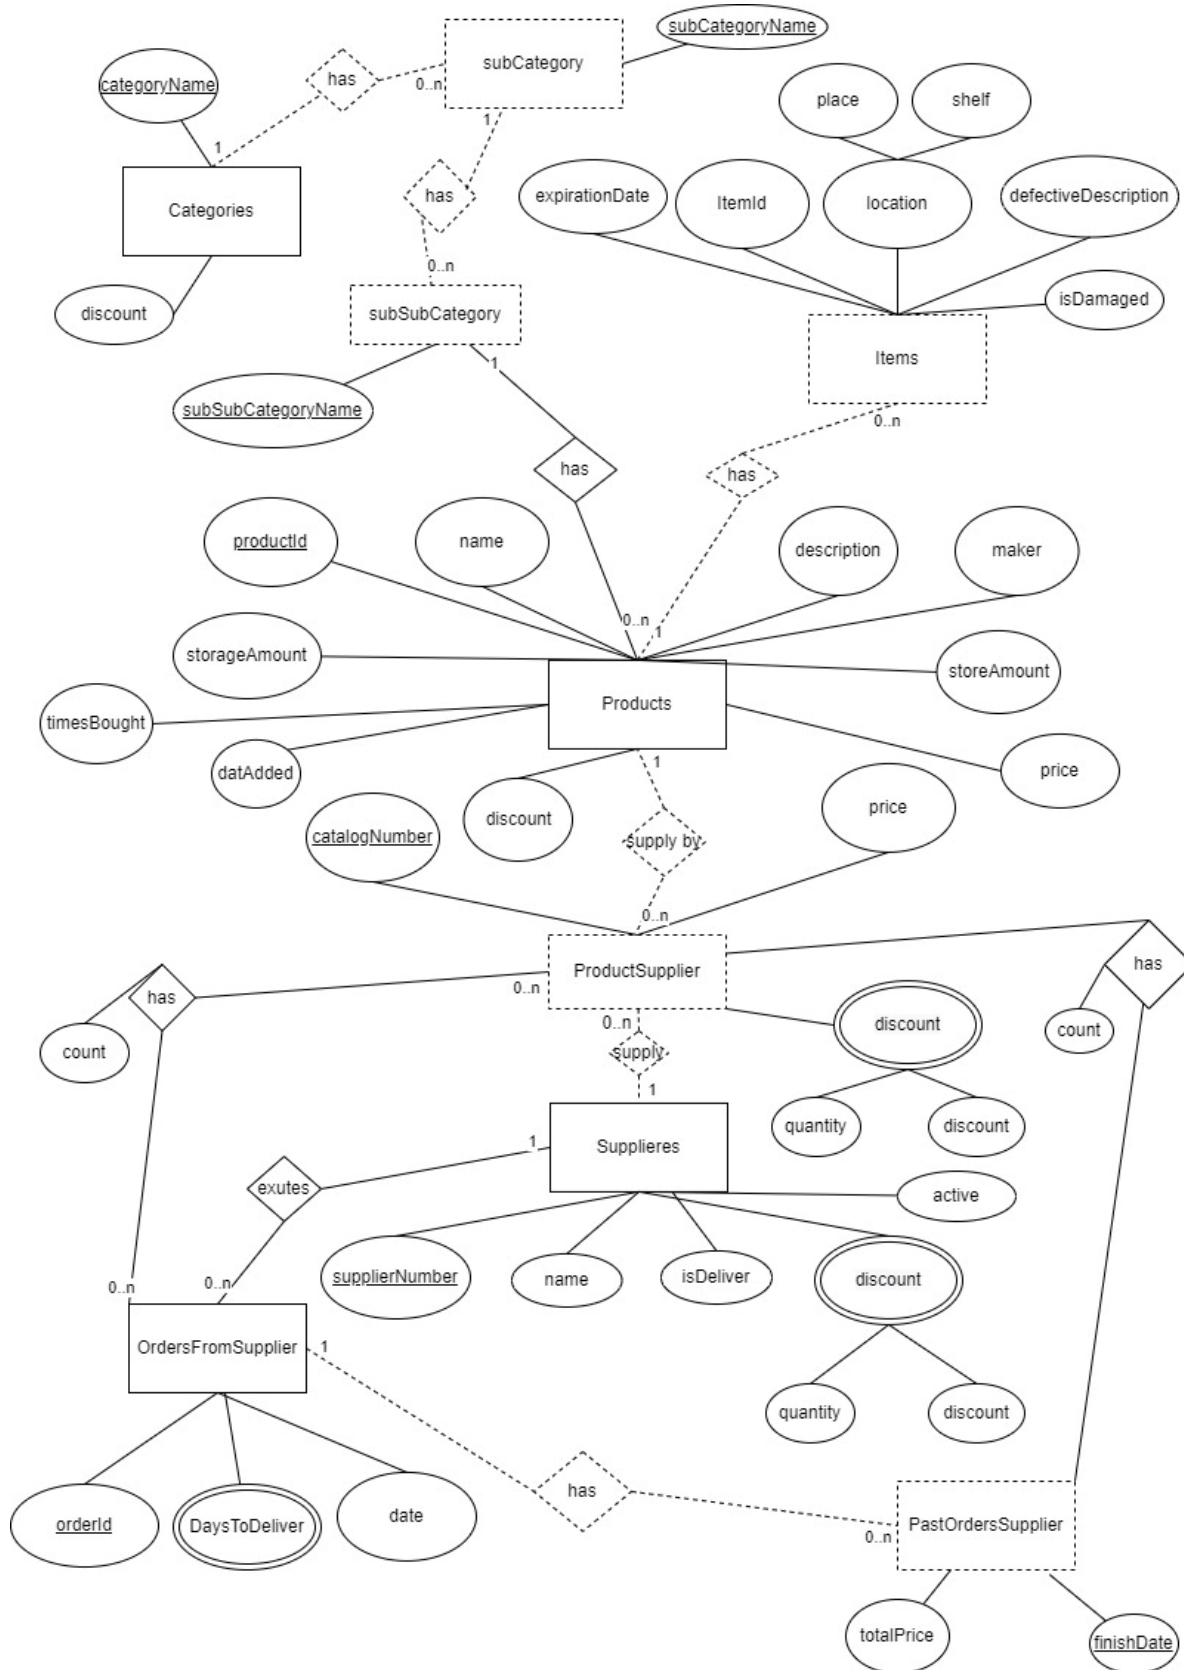 subCategoryName
subCategory
has
categoryName
0..n
place
shelf
1
1
has
expirationDate
ItemId
location
defectiveDescription
Categories
0..n
discount
subSubCategory
isDamaged
1
Items
subSubCategoryName
0..n
has
has
productId
name
description
maker
0..n
1
storageAmount
storeAmount
Products
timesBought
datAdded
1
price
discount
price
catalogNumber
supply by
0..n
ProductSupplier
has
has
0..n
0..n
discount
count
count
supply
1
quantity
discount
1
Supplieres
exutes
active
supplierNumber
name
isDeliver
discount
0..n
0..n
OrdersFromSupplier
1
quantity
discount
has
orderId
DaysToDeliver
date
PastOrdersSupplier
0..n
totalPrice
finishDate